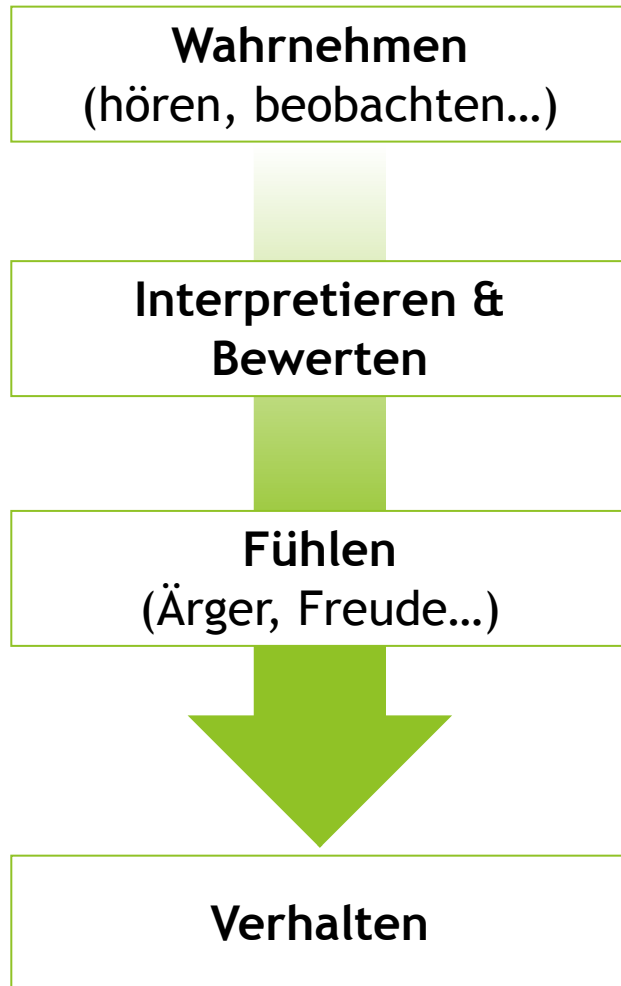 Wahrnehmen
(hören, beobachten…)
Interpretieren &
Bewerten
Fühlen
(Ärger, Freude…)
Verhalten